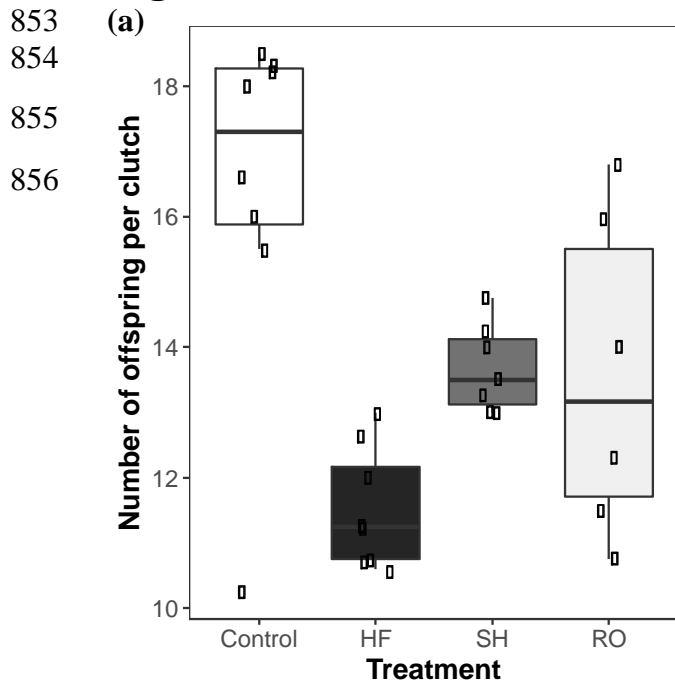 853
(a)
854
855
856
Number of offspring per clutch
18
16
14
12
10
Control HF SH RO
Treatment